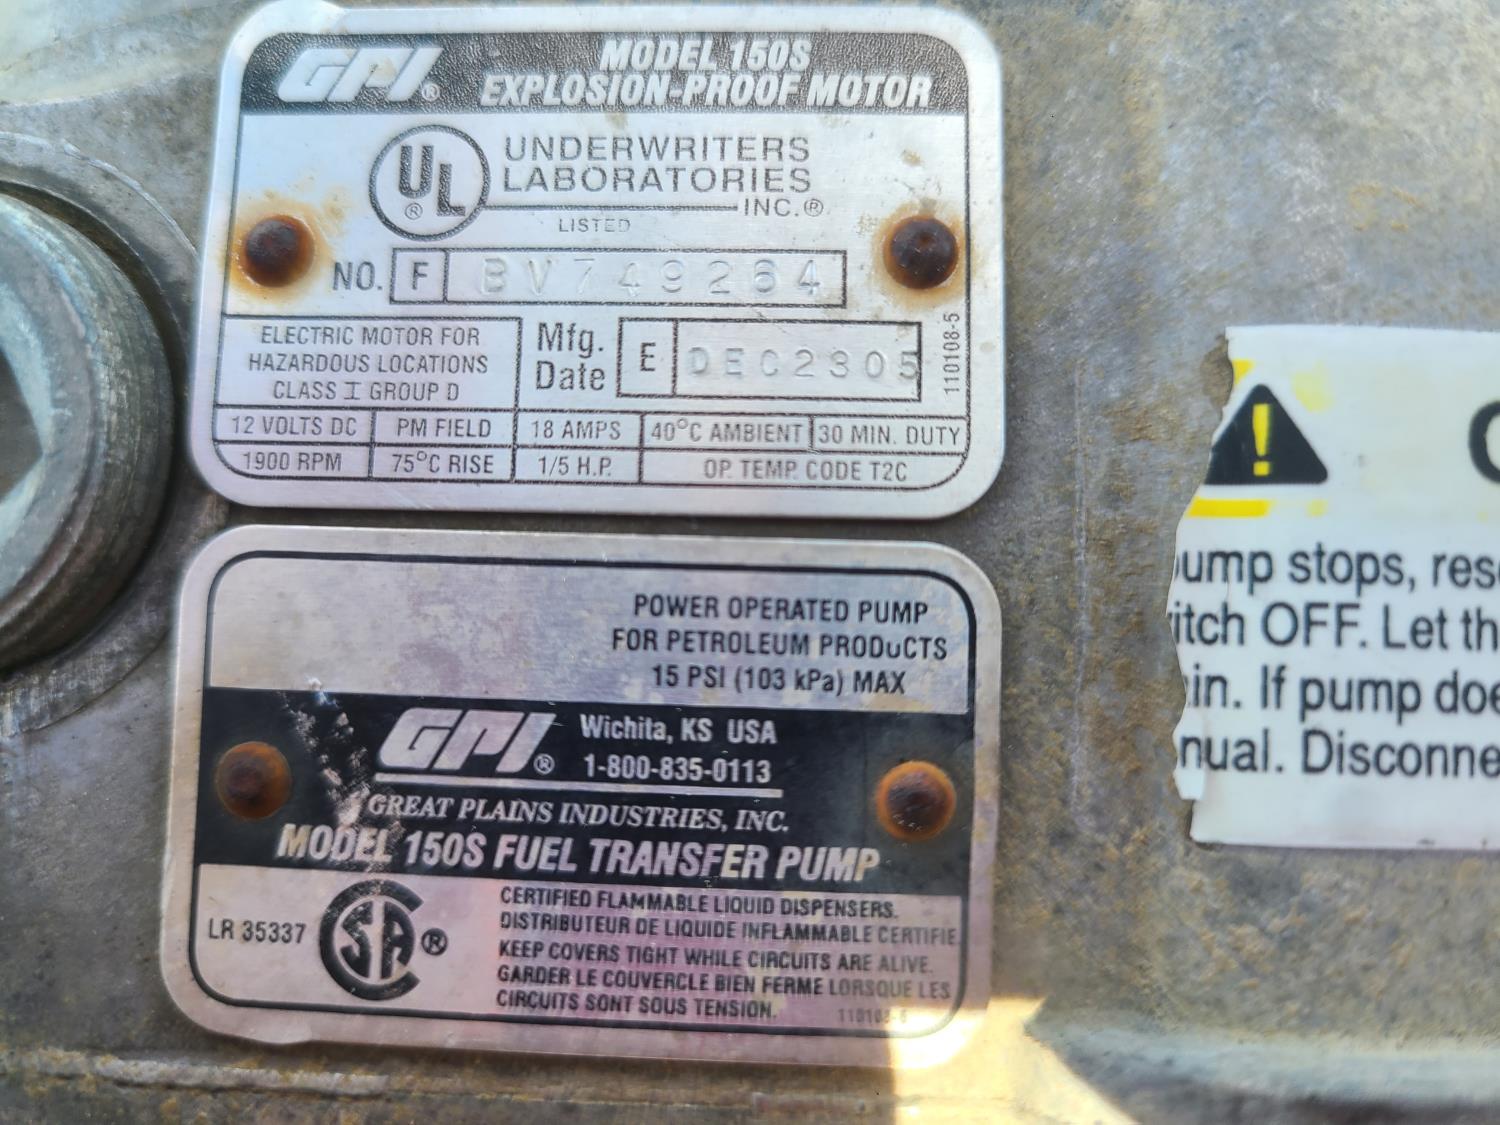 GPI®
MODEL 150S
EXPLOSION-PROOF MOTOR
UL®
UNDERWRITERS
LABORATORIES
INC.®
LISTED
NO. F BV749264
ELECTRIC MOTOR FOR
HAZARDOUS LOCATIONS
CLASS I GROUP D
Mfg.
Date
E DEC2305
110108-5
12 VOLTS DC PM FIELD 18 AMPS 40°C AMBIENT 30 MIN. DUTY
1900 RPM 75°C RISE 1/5 H.P. OP. TEMP. CODE T2C
POWER OPERATED PUMP
FOR PETROLEUM PRODUCTS
15 PSI (103 kPa) MAX
GPI®
Wichita, KS USA
1-800-835-0113
GREAT PLAINS INDUSTRIES, INC.
MODEL 150S FUEL TRANSFER PUMP
LR 35337
CSA®
CERTIFIED FLAMMABLE LIQUID DISPENSERS.
DISTRIBUTEUR DE LIQUIDE INFLAMMABLE CERTIFIE.
KEEP COVERS TIGHT WHILE CIRCUITS ARE ALIVE.
GARDER LE COUVERCLE BIEN FERME LORSQUE LES
CIRCUITS SONT SOUS TENSION.
ump stops, res
itch OFF. Let th
in. If pump doe
nual. Disconne